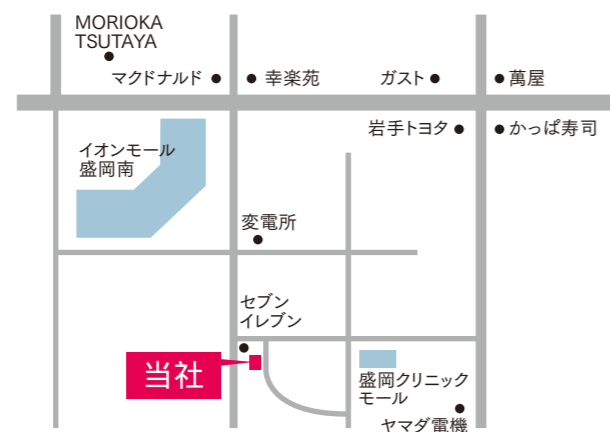 MORIOKA
TSUTAYA
マクドナルド
幸楽苑
ガスト
萬屋
岩手トヨタ
かっぱ寿司
イオンモール
盛岡南
変電所
セブン
イレブン
当社
盛岡クリニック
モール
ヤマダ電機